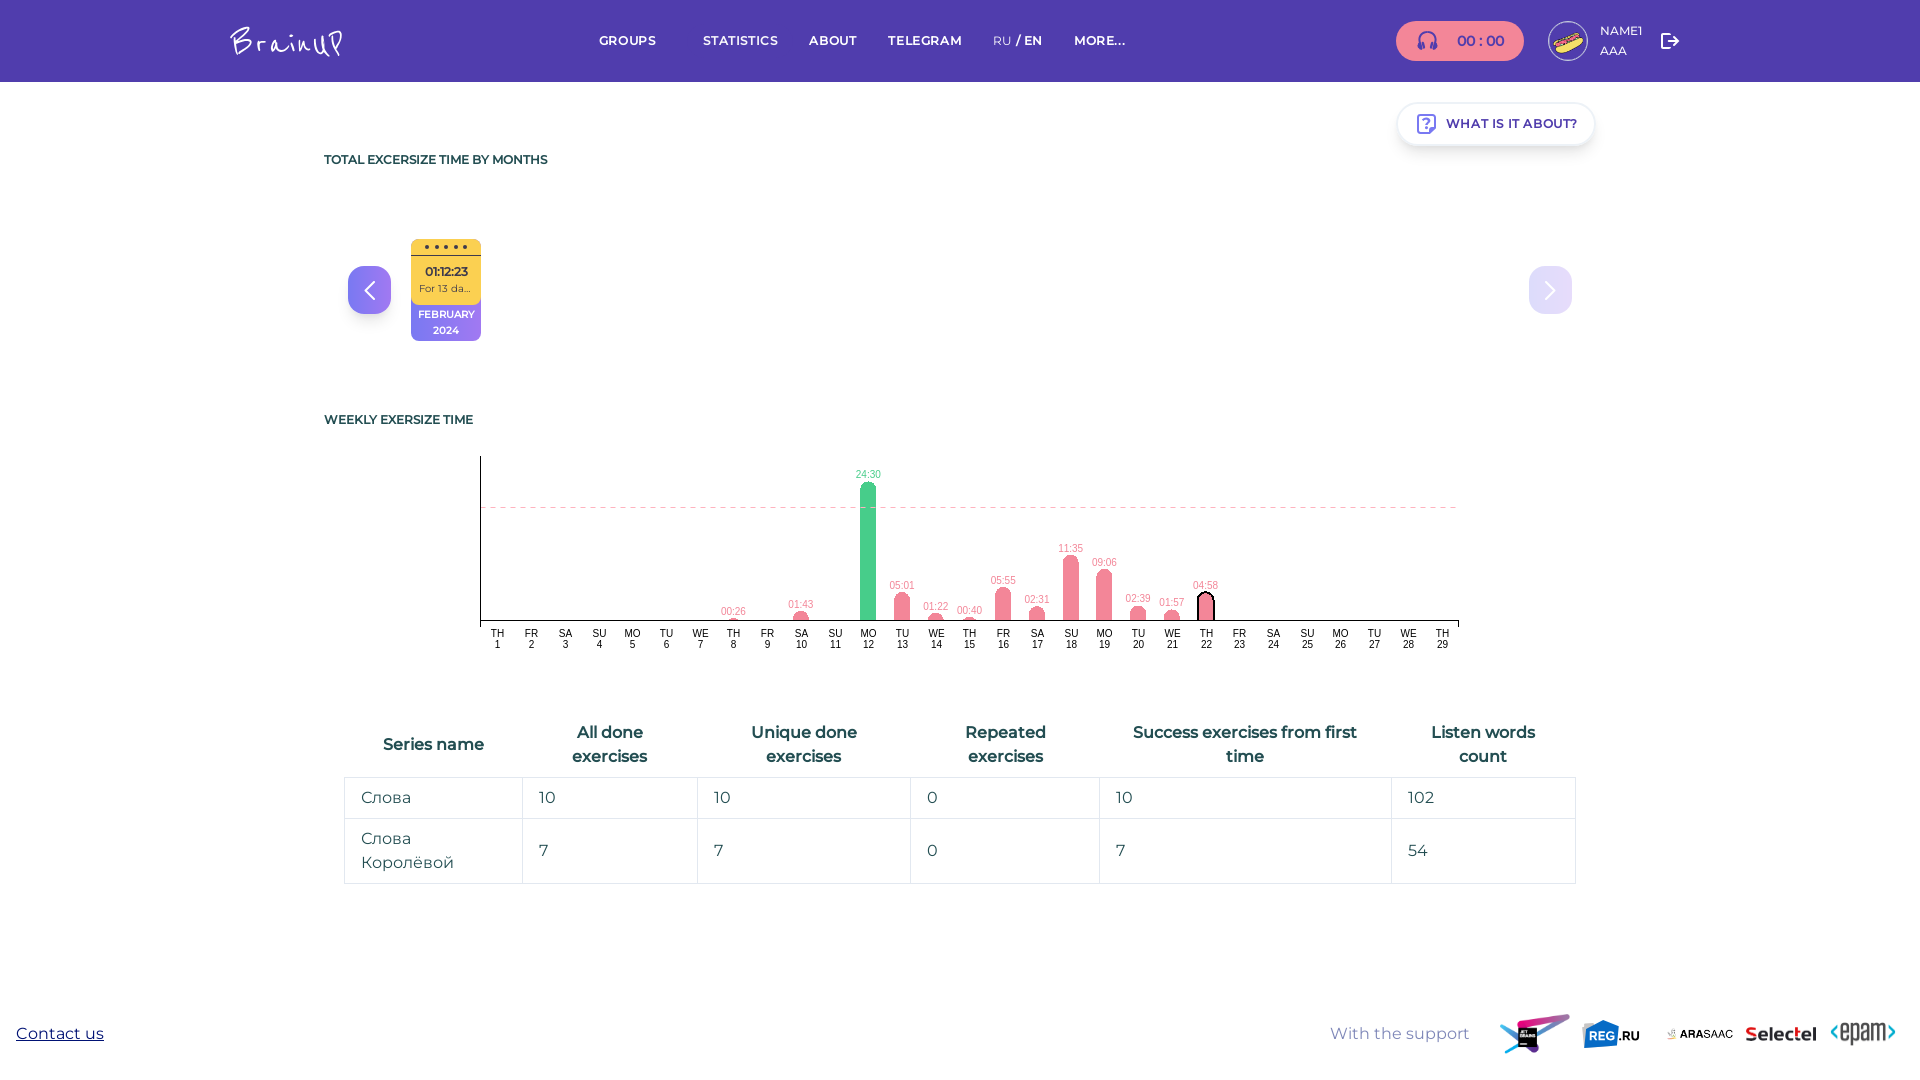 BrainUP
GROUPS STATISTICS ABOUT TELEGRAM RU / EN MORE...
00 : 00
NAME1
AAA
WHAT IS IT ABOUT?
TOTAL EXCERSIZE TIME BY MONTHS
01:12:23
For 13 da...
FEBRUARY
2024
WEEKLY EXERSIZE TIME
24:30
11:35
09:06
05:01 05:55 04:58
00:26 01:43 01:22 00:40 02:31 02:39 01:57
TH FR SA SU MO TU WE TH FR SA SU MO TU WE TH FR SA SU MO TU WE TH FR SA SU MO TU WE TH
1 2 3 4 5 6 7 8 9 10 11 12 13 14 15 16 17 18 19 20 21 22 23 24 25 26 27 28 29
Series name All done exercises Unique done exercises Repeated exercises Success exercises from first time Listen words count
Слова 10 10 0 10 102
Слова Королёвой 7 7 0 7 54
Contact us
With the support
REG.RU
ARASAAC
Selectel
<epam>